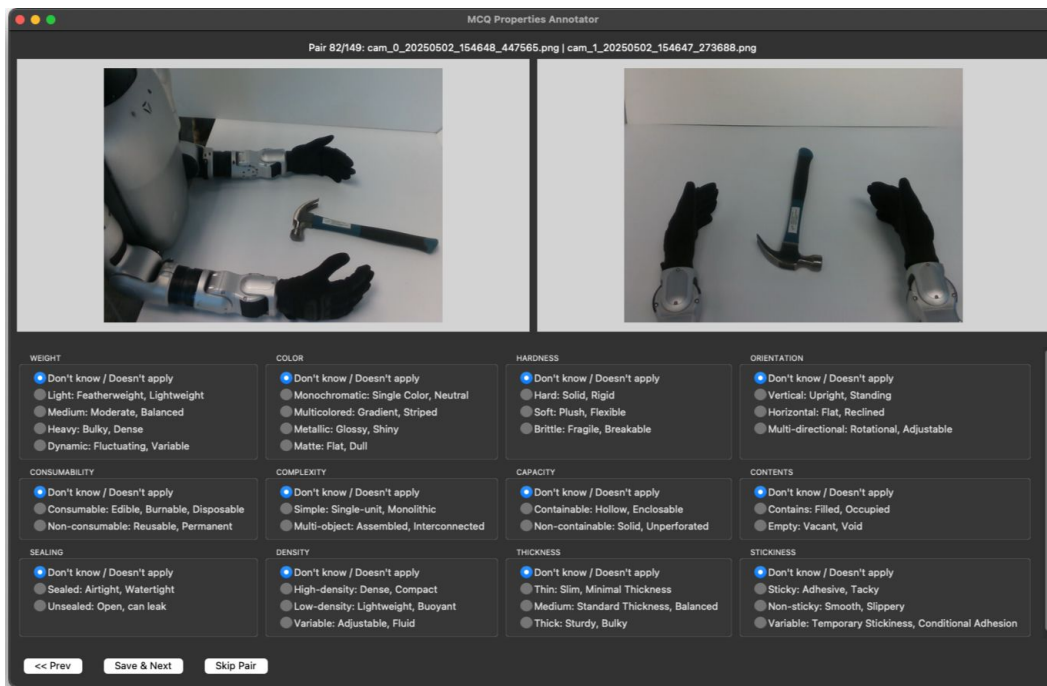 MCQ Properties Annotator
Pair 82/149: cam_0_20250502_154648_447565.png | cam_1_20250502_154647_273688.png
WEIGHT
Don't know / Doesn't apply
Light: Featherweight, Lightweight
Medium: Moderate, Balanced
Heavy: Bulky, Dense
Dynamic: Fluctuating, Variable
COLOR
Don't know / Doesn't apply
Monochromatic: Single Color, Neutral
Multicolored: Gradient, Striped
Metallic: Glossy, Shiny
Matte: Flat, Dull
HARDNESS
Don't know / Doesn't apply
Hard: Solid, Rigid
Soft: Plush, Flexible
Brittle: Fragile, Breakable
ORIENTATION
Don't know / Doesn't apply
Vertical: Upright, Standing
Horizontal: Flat, Reclined
Multi-directional: Rotational, Adjustable
CONSUMABILITY
Don't know / Doesn't apply
Consumable: Edible, Burnable, Disposable
Non-consumable: Reusable, Permanent
COMPLEXITY
Don't know / Doesn't apply
Simple: Single-unit, Monolithic
Multi-object: Assembled, Interconnected
CAPACITY
Don't know / Doesn't apply
Containable: Hollow, Enclosable
Non-containable: Solid, Unperforated
CONTENTS
Don't know / Doesn't apply
Contains: Filled, Occupied
Empty: Vacant, Void
SEALING
Don't know / Doesn't apply
Sealed: Airtight, Watertight
Unsealed: Open, can leak
DENSITY
Don't know / Doesn't apply
High-density: Dense, Compact
Low-density: Lightweight, Buoyant
Variable: Adjustable, Fluid
THICKNESS
Don't know / Doesn't apply
Thin: Slim, Minimal Thickness
Medium: Standard Thickness, Balanced
Thick: Sturdy, Bulky
STICKINESS
Don't know / Doesn't apply
Sticky: Adhesive, Tacky
Non-sticky: Smooth, Slippery
Variable: Temporary Stickiness, Conditional Adhesion
<< Prev
Save & Next
Skip Pair